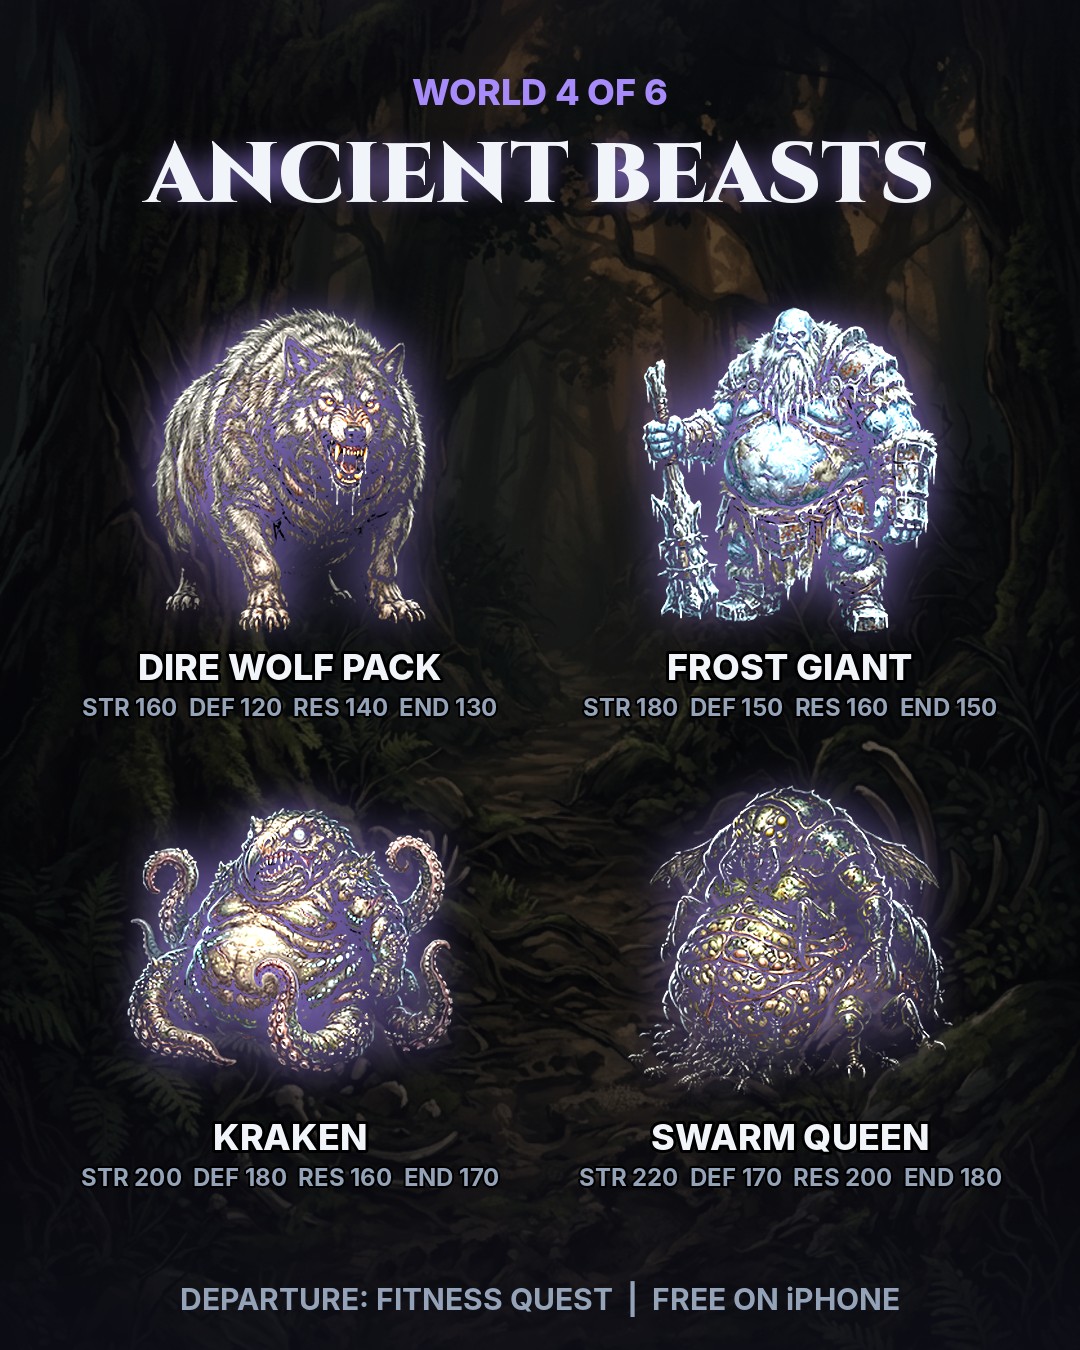 WORLD 4 OF 6
ANCIENT BEASTS
DIRE WOLF PACK
STR 160 DEF 120 RES 140 END 130
FROST GIANT
STR 180 DEF 150 RES 160 END 150
KRAKEN
STR 200 DEF 180 RES 160 END 170
SWARM QUEEN
STR 220 DEF 170 RES 200 END 180
DEPARTURE: FITNESS QUEST | FREE ON iPHONE